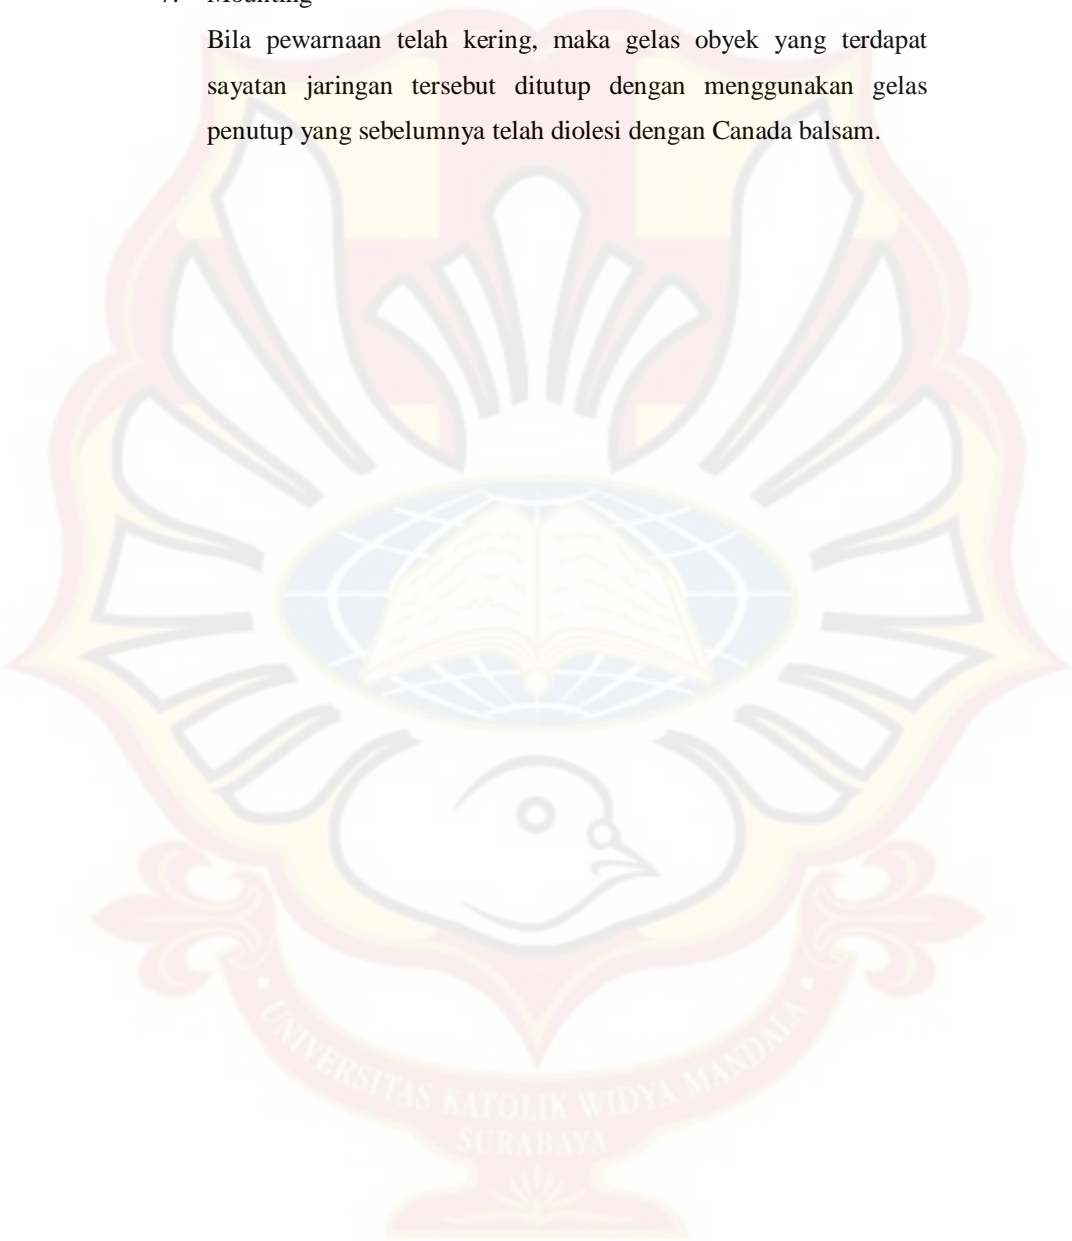 7. Mounting
Bila pewarnaan telah kering, maka gelas obyek yang terdapat
sayatan jaringan tersebut ditutup dengan menggunakan gelas
penutup yang sebelumnya telah diolesi dengan Canada balsam.
UNIVERSITAS KATOLIK WIDYA MANDALA
SURABAYA